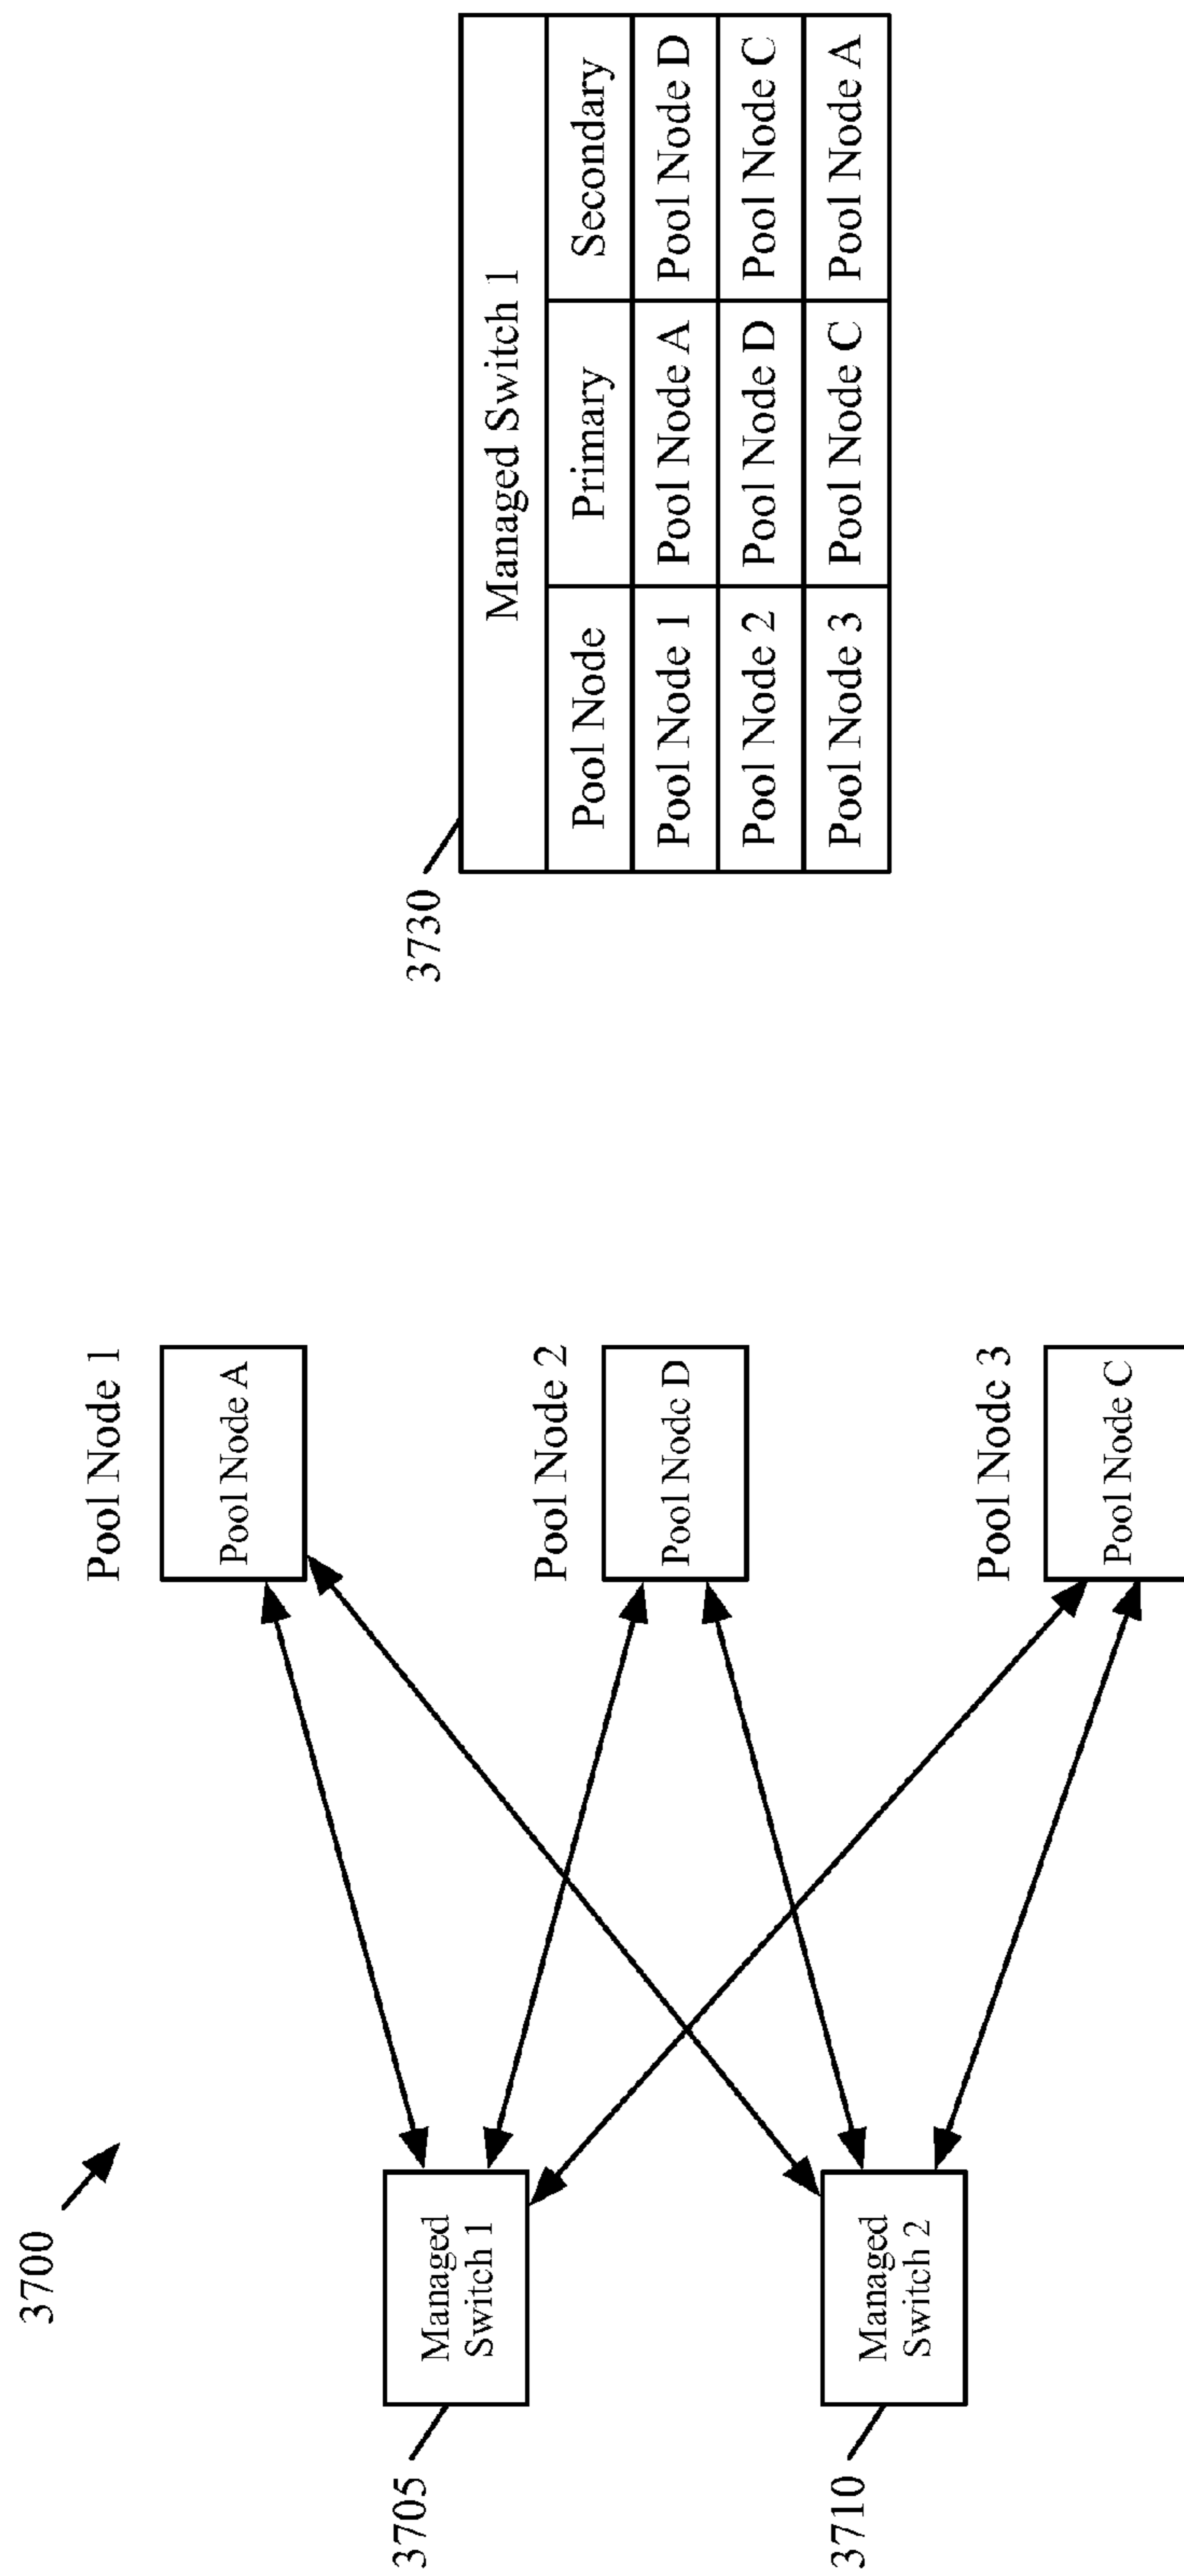 3700
Pool Node 1
Pool Node A
3705
Managed
Switch 1
Pool Node 2
Pool Node D
3710
Managed
Switch 2
Pool Node 3
Pool Node C
3730
Managed Switch 1
Pool Node Primary Secondary
Pool Node 1 Pool Node A Pool Node D
Pool Node 2 Pool Node D Pool Node C
Pool Node 3 Pool Node C Pool Node A